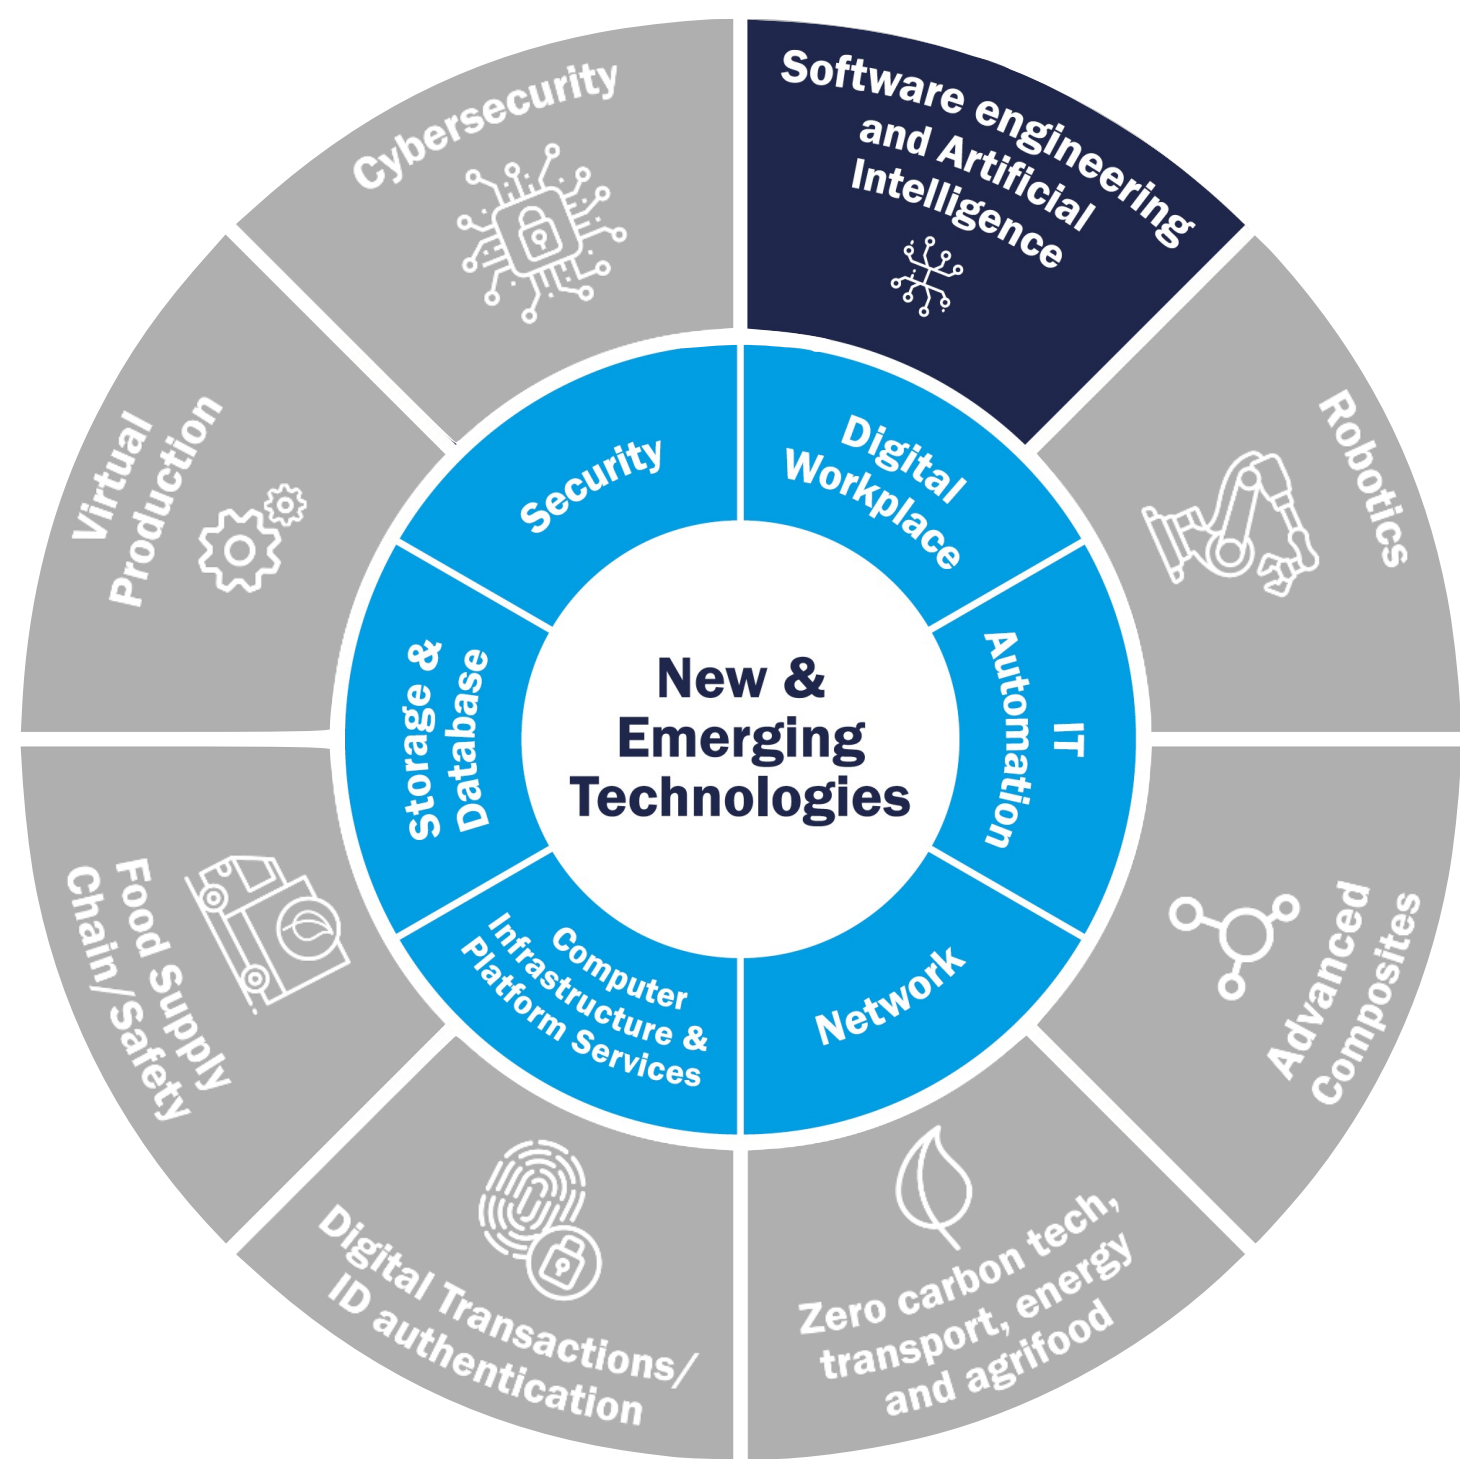 New &
Emerging
Technologies
Software engineering
and Artificial
Intelligence
Robotics
Advanced
Composites
Zero carbon tech,
transport, energy
and agrifood
Digital Transactions/
ID authentication
Food Supply
Chain/Safety
Virtual
Production
Cybersecurity
Digital
Workplace
IT
Automation
Network
Computer
Infrastructure &
Platform Services
Storage &
Database
Security